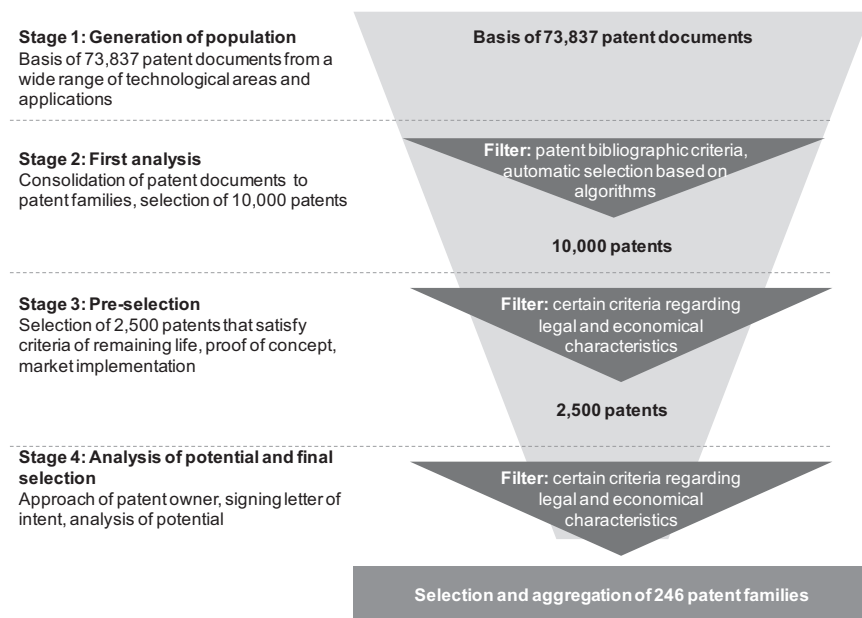 Stage 1: Generation of population
Basis of 73,837 patent documents from a
wide range of technological areas and
applications
Basis of 73,837 patent documents
Stage 2: First analysis
Consolidation of patent documents to
patent families, selection of 10,000 patents
Filter: patent bibliographic criteria,
automatic selection based on
algorithms
10,000 patents
Stage 3: Pre-selection
Selection of 2,500 patents that satisfy
criteria of remaining life, proof of concept,
market implementation
Filter: certain criteria regarding
legal and economical
characteristics
2,500 patents
Stage 4: Analysis of potential and final
selection
Approach of patent owner, signing letter of
intent, analysis of potential
Filter: certain criteria regarding
legal and economical
characteristics
Selection and aggregation of 246 patent families